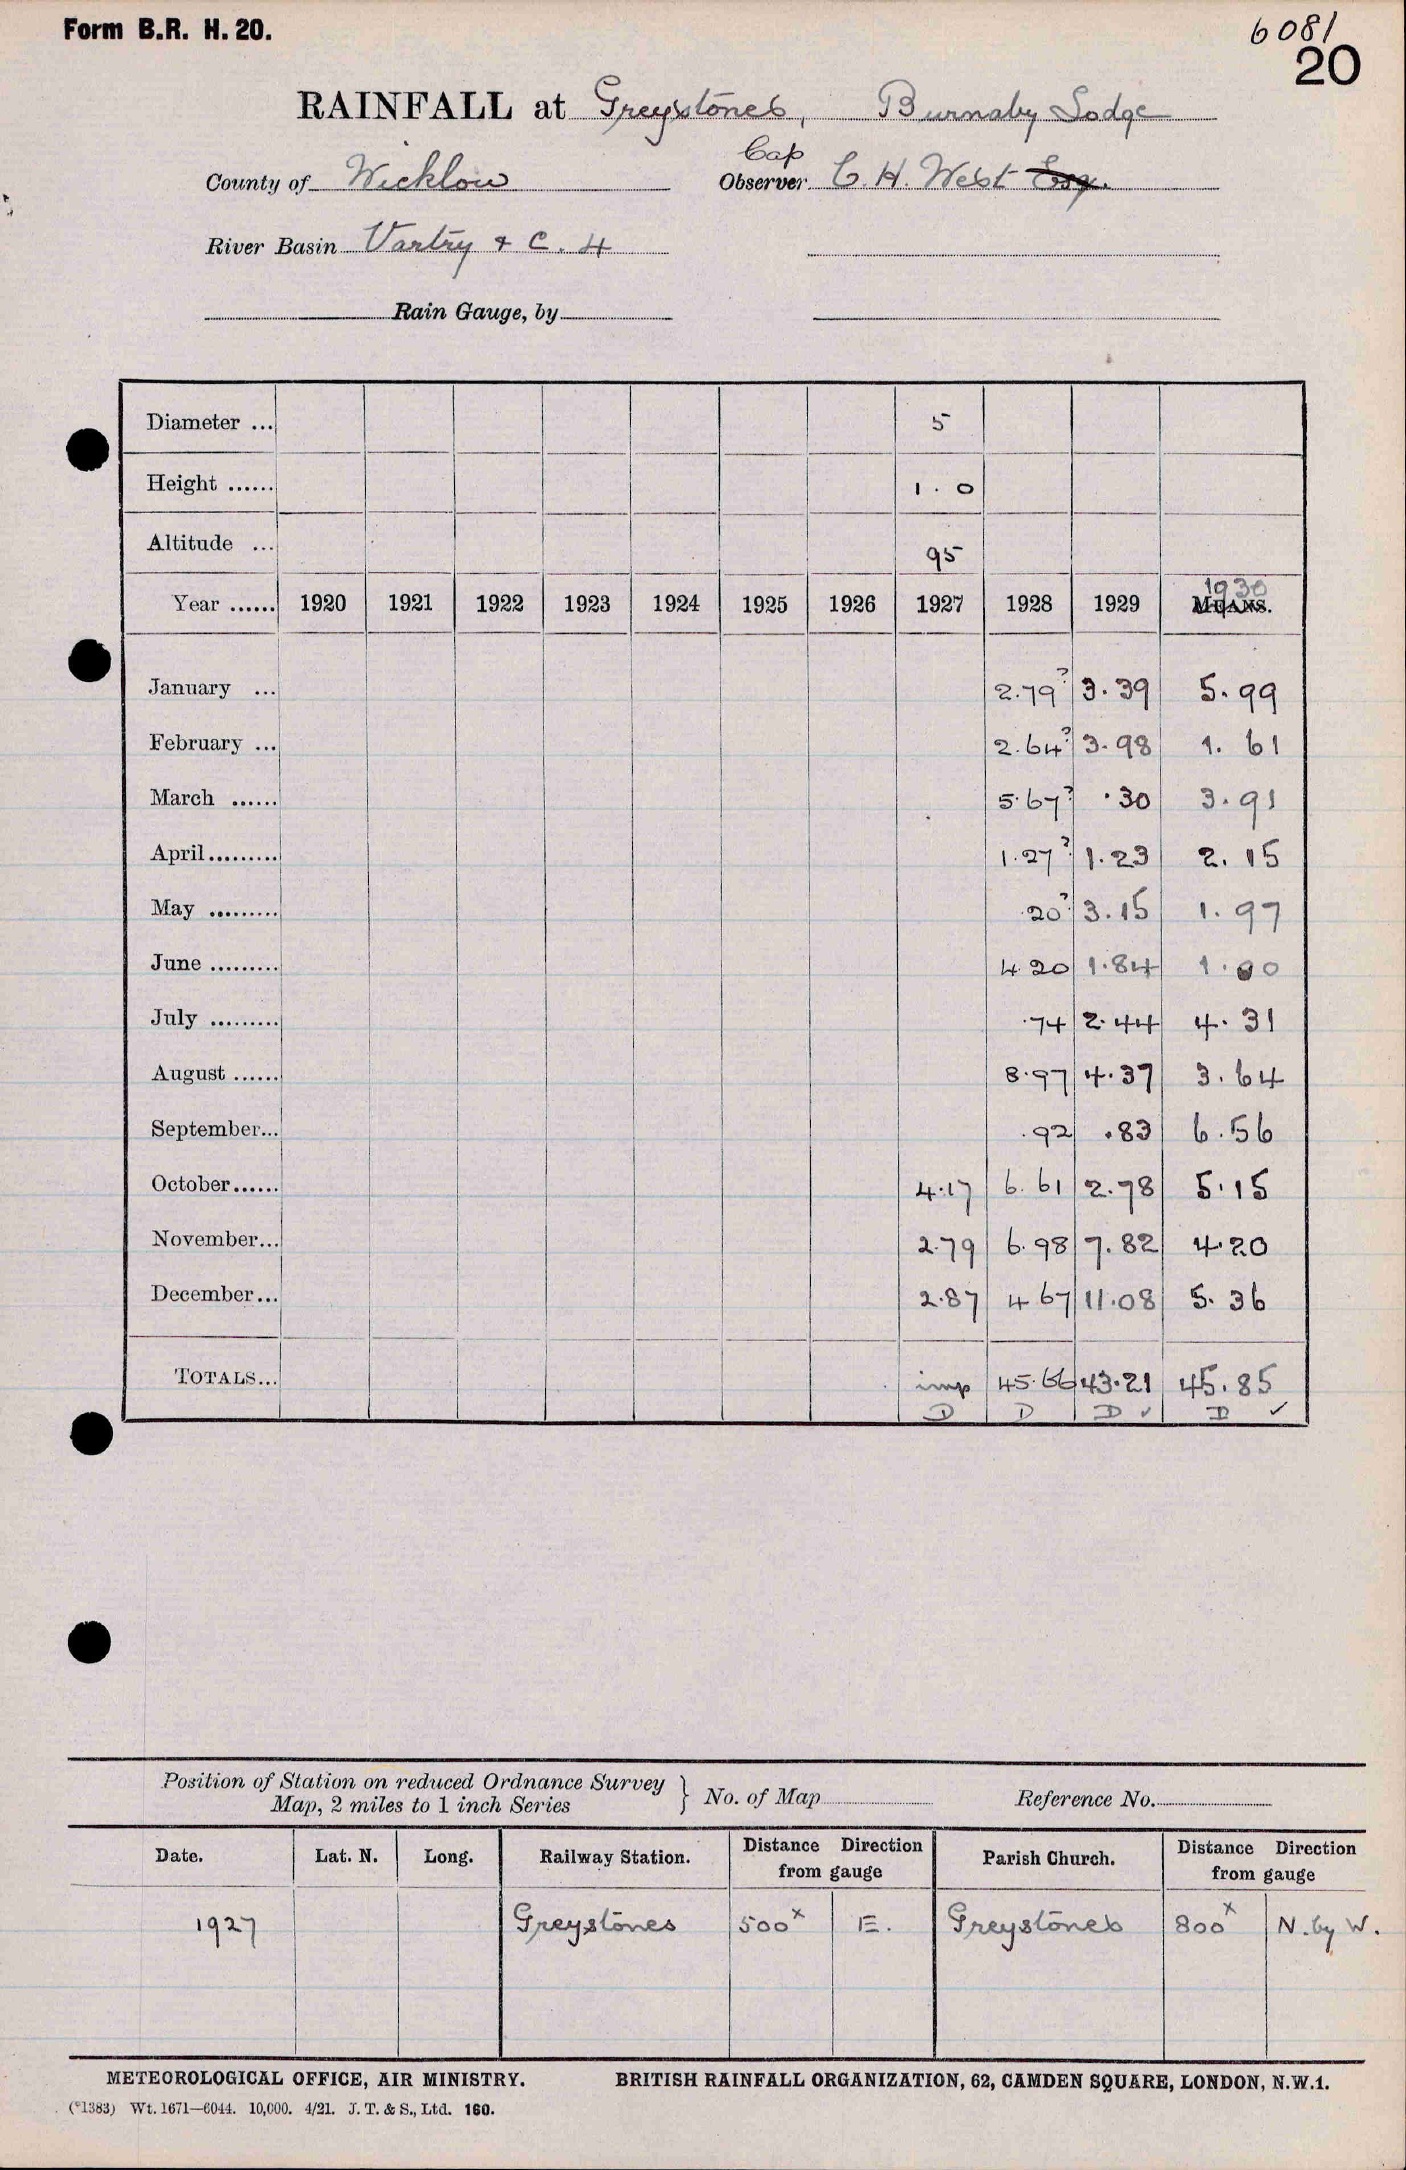 Form B.R. H. 20.
6081
20
RAINFALL at Greystones, Burnaby Lodge
Cap
County of Wicklow Observer C. H. West Esq.
River Basin Vartry & C. 4
Rain Gauge, by
Diameter ... 5
Height ...... 1.0
Altitude ... 95
1930
Year ...... 1920 1921 1922 1923 1924 1925 1926 1927 1928 1929 MEANS.
January ... 2.79? 3.39 5.99
February ... 2.64? 3.98 1.61
March ...... 5.67? .30 3.91
April......... 1.27? 1.23 2.15
May ......... .20? 3.15 1.97
June ......... 4.20 1.84 1.00
July ......... .74 2.44 4.31
August ...... 8.97 4.37 3.64
September... .92 .83 6.56
October...... 4.17 6.61 2.78 5.15
November... 2.79 6.98 7.82 4.20
December... 2.87 4.67 11.08 5.36
TOTALS... imp 45.66 43.21 45.85
D D D ✓ D ✓
Position of Station on reduced Ordnance Survey
Map, 2 miles to 1 inch Series } No. of Map Reference No.
Date. Lat. N. Long. Railway Station. Distance Direction from gauge Parish Church. Distance Direction from gauge
1927 Greystones 500x E. Greystones 800x N. by W.
METEOROLOGICAL OFFICE, AIR MINISTRY. BRITISH RAINFALL ORGANIZATION, 62, CAMDEN SQUARE, LONDON, N.W.1.
(*1383) Wt. 1671—6044. 10,000. 4/21. J. T. & S., Ltd. 160.